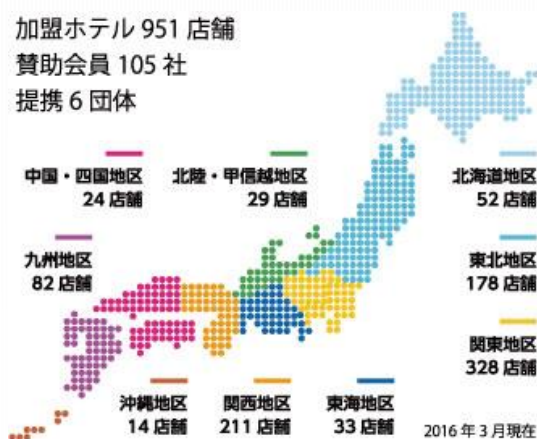 加盟ホテル 951 店舗
賛助会員 105 社
提携 6 団体
中国・四国地区
24 店舗
北陸・甲信越地区
29 店舗
北海道地区
52 店舗
九州地区
82 店舗
東北地区
178 店舗
関東地区
328 店舗
沖縄地区
14 店舗
関西地区
211 店舗
東海地区
33 店舗
2016 年 3 月現在